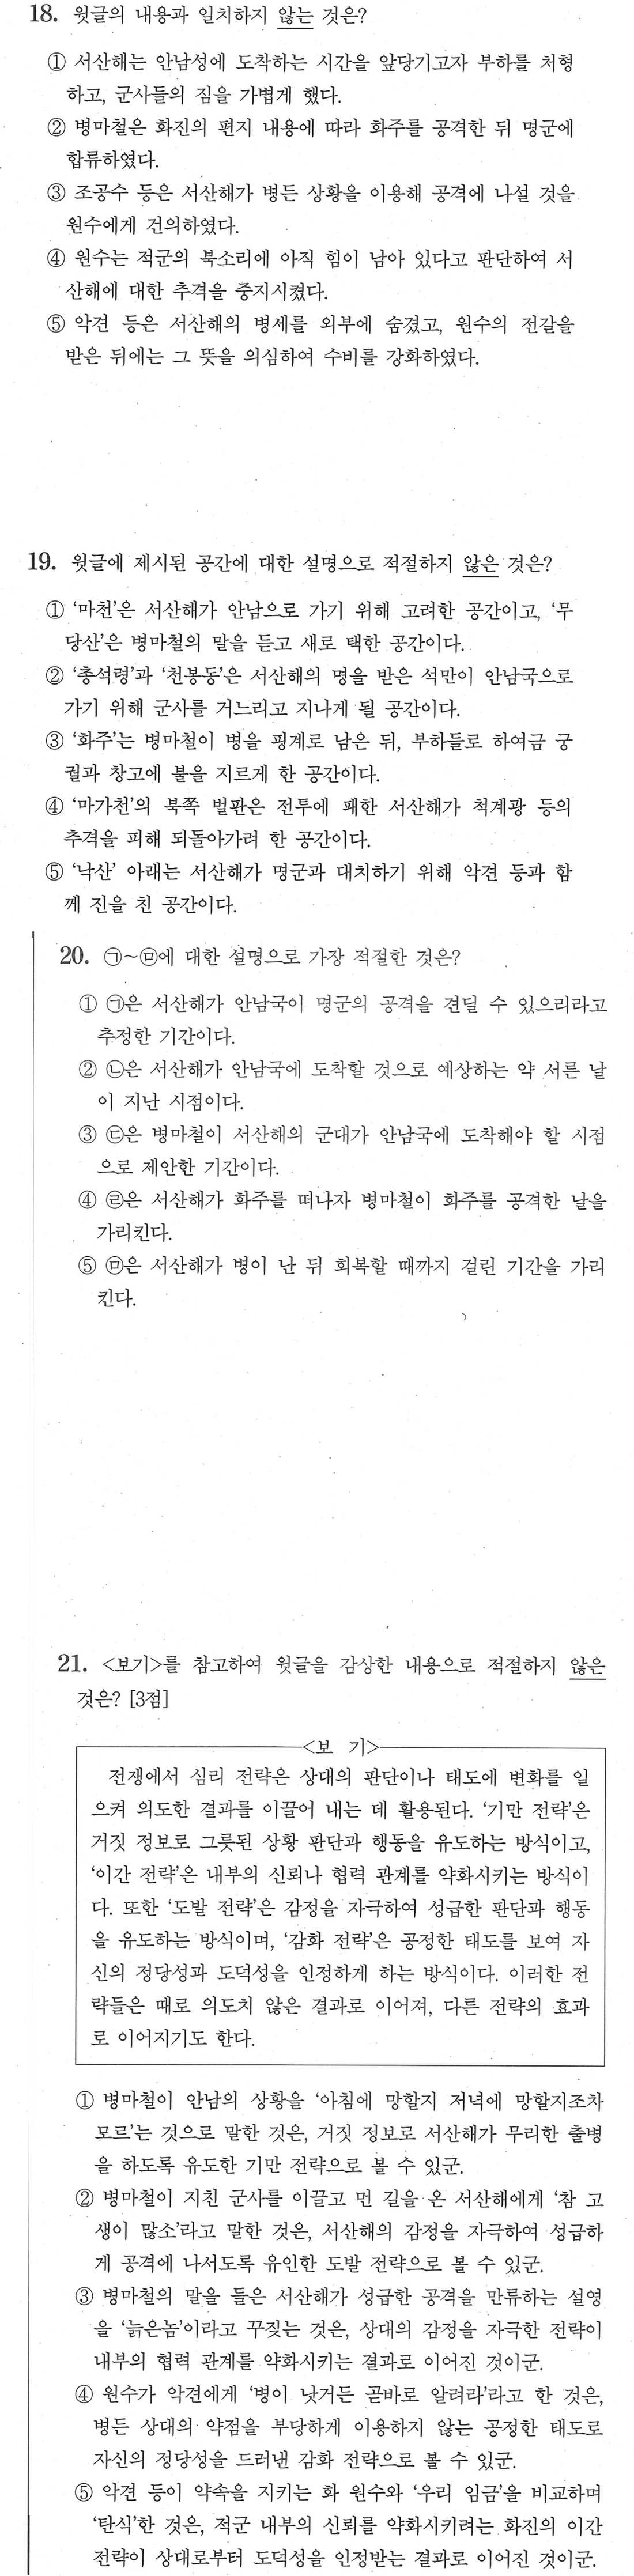 18. 윗글의 내용과 일치하지 않는 것은?
① 서산해는 안남성에 도착하는 시간을 앞당기고자 부하를 처형
하고, 군사들의 짐을 가볍게 했다.
② 병마철은 화진의 편지 내용에 따라 화주를 공격한 뒤 명군에
합류하였다.
③ 조공수 등은 서산해가 병든 상황을 이용해 공격에 나설 것을
원수에게 건의하였다.
④ 원수는 적군의 북소리에 아직 힘이 남아 있다고 판단하여 서
산해에 대한 추격을 중지시켰다.
⑤ 악견 등은 서산해의 병세를 외부에 숨겼고, 원수의 전갈을
받은 뒤에는 그 뜻을 의심하여 수비를 강화하였다.
19. 윗글에 제시된 공간에 대한 설명으로 적절하지 않은 것은?
① ‘마천’은 서산해가 안남으로 가기 위해 고려한 공간이고, ‘무
당산’은 병마철의 말을 듣고 새로 택한 공간이다.
② ‘총석령’과 ‘천봉동’은 서산해의 명을 받은 석만이 안남국으로
가기 위해 군사를 거느리고 지나게 될 공간이다.
③ ‘화주’는 병마철이 병을 핑계로 남은 뒤, 부하들로 하여금 궁
궐과 창고에 불을 지르게 한 공간이다.
④ ‘마가천’의 북쪽 벌판은 전투에 패한 서산해가 척계광 등의
추격을 피해 되돌아가려 한 공간이다.
⑤ ‘낙산’ 아래는 서산해가 명군과 대치하기 위해 악견 등과 함
께 진을 친 공간이다.
20. ㉠~㉤에 대한 설명으로 가장 적절한 것은?
① ㉠은 서산해가 안남국이 명군의 공격을 견딜 수 있으리라고
추정한 기간이다.
② ㉡은 서산해가 안남국에 도착할 것으로 예상하는 약 서른 날
이 지난 시점이다.
③ ㉢은 병마철이 서산해의 군대가 안남국에 도착해야 할 시점
으로 제안한 기간이다.
④ ㉣은 서산해가 화주를 떠나자 병마철이 화주를 공격한 날을
가리킨다.
⑤ ㉤은 서산해가 병이 난 뒤 회복할 때까지 걸린 기간을 가리
킨다.
21. <보기>를 참고하여 윗글을 감상한 내용으로 적절하지 않은
것은? [3점]
<보 기>
전쟁에서 심리 전략은 상대의 판단이나 태도에 변화를 일
으켜 의도한 결과를 이끌어 내는 데 활용된다. ‘기만 전략’은
거짓 정보로 그릇된 상황 판단과 행동을 유도하는 방식이고,
‘이간 전략’은 내부의 신뢰나 협력 관계를 약화시키는 방식이
다. 또한 ‘도발 전략’은 감정을 자극하여 성급한 판단과 행동
을 유도하는 방식이며, ‘감화 전략’은 공정한 태도를 보여 자
신의 정당성과 도덕성을 인정하게 하는 방식이다. 이러한 전
략들은 때로 의도치 않은 결과로 이어져, 다른 전략의 효과
로 이어지기도 한다.
① 병마철이 안남의 상황을 ‘아침에 망할지 저녁에 망할지조차
모르’는 것으로 말한 것은, 거짓 정보로 서산해가 무리한 출병
을 하도록 유도한 기만 전략으로 볼 수 있군.
② 병마철이 지친 군사를 이끌고 먼 길을 온 서산해에게 ‘참 고
생이 많소’라고 말한 것은, 서산해의 감정을 자극하여 성급하
게 공격에 나서도록 유인한 도발 전략으로 볼 수 있군.
③ 병마철의 말을 들은 서산해가 성급한 공격을 만류하는 설영
을 ‘늙은놈’이라고 꾸짖는 것은, 상대의 감정을 자극한 전략이
내부의 협력 관계를 약화시키는 결과로 이어진 것이군.
④ 원수가 악견에게 ‘병이 낫거든 곧바로 알려라’라고 한 것은,
병든 상대의 약점을 부당하게 이용하지 않는 공정한 태도로
자신의 정당성을 드러낸 감화 전략으로 볼 수 있군.
⑤ 악견 등이 약속을 지키는 화 원수와 ‘우리 임금’을 비교하며
‘탄식’한 것은, 적군 내부의 신뢰를 약화시키려는 화진의 이간
전략이 상대로부터 도덕성을 인정받는 결과로 이어진 것이군.